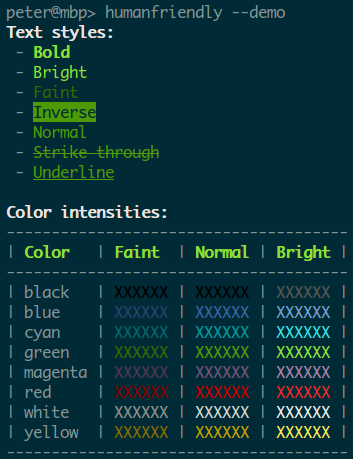 peter@mbp> humanfriendly --demo
Text styles:
- Bold
- Bright
- Faint
- Inverse
- Normal
- Strike through
- Underline
Color intensities:
-------------------------------------
| Color | Faint | Normal | Bright |
-------------------------------------
| black | XXXXXX | XXXXXX | XXXXXX |
| blue | XXXXXX | XXXXXX | XXXXXX |
| cyan | XXXXXX | XXXXXX | XXXXXX |
| green | XXXXXX | XXXXXX | XXXXXX |
| magenta | XXXXXX | XXXXXX | XXXXXX |
| red | XXXXXX | XXXXXX | XXXXXX |
| white | XXXXXX | XXXXXX | XXXXXX |
| yellow | XXXXXX | XXXXXX | XXXXXX |
-------------------------------------